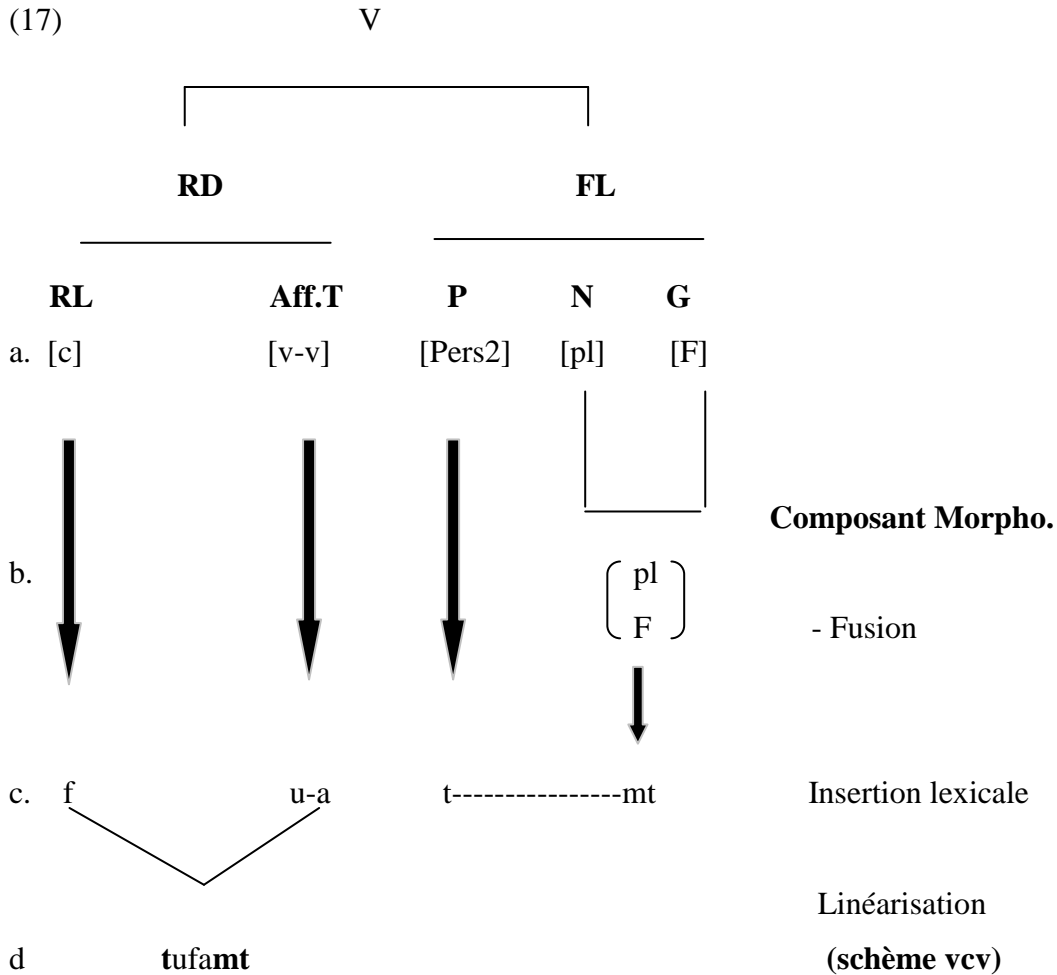 (17) V
RD FL
RL Aff.T P N G
a. [c] [v-v] [Pers2] [pl] [F]
Composant Morpho.
b. pl
F - Fusion
c. f u-a t----------------mt Insertion lexicale
Linéarisation
d tufamt (schème vcv)